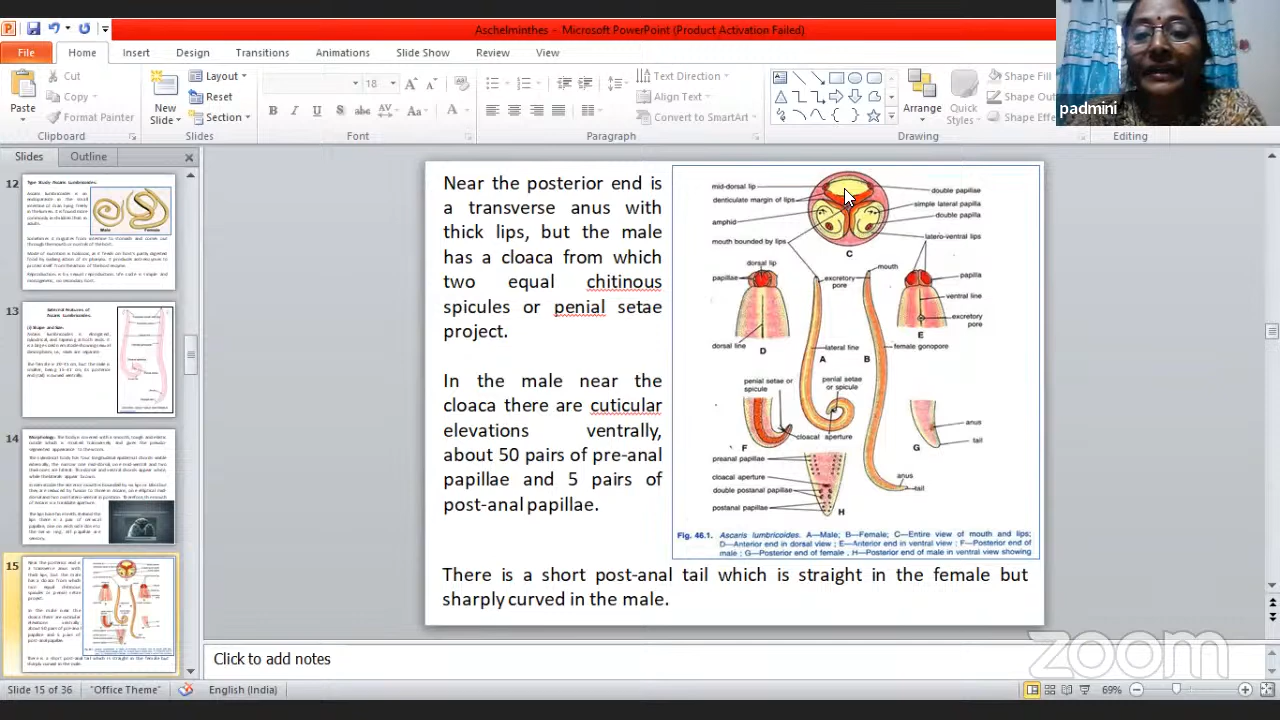 Aschelminthes - Microsoft PowerPoint (Product Activation Failed)
File Home Insert Design Transitions Animations Slide Show Review View
Cut Layout 18 Text Direction Shape Fill
Copy Reset Align Text
Paste Format Painter New Slide Section Convert to SmartArt Arrange Quick Styles Shape Effe
Clipboard Slides Font Paragraph Drawing Editing
padmini
Slides Outline
12
Male Female
13
14
15
Near the posterior end is
a tranverse anus with
thick lips, but the male
has a cloaca from which
two equal chitinous
spicules or penial setae
project.
In the male near the
cloaca there are cuticular
elevations ventrally,
about 50 pairs of pre-anal
papillae and 5 pairs of
post-anal papillae.
mid-dorsal lip
double papillae
denticulate margin of lips
simple lateral papilla
double papilla
amphid
latero-ventral lips
mouth bounded by lips
C
dorsal lip
mouth
papillae
excretory pore
papilla
ventral line
excretory pore
dorsal line
D
lateral line
female gonopore
E
A B
penial setae or spicule
penial setae or spicule
anus
tail
cloacal aperture
F
G
preanal papillae
cloacal aperture
anus
tail
double postanal papillae
postanal papillae
H
Fig. 46.1. Ascaris lumbricoides. A—Male; B—Female; C—Entire view of mouth and lips;
D—Anterior end in dorsal view ; E—Anterior end in ventral view ; F—Posterior end of
male ; G—Posterior end of female , H—Posterior end of male in ventral view showing
There is a short post-anal tail which is straight in the female but
sharply curved in the male.
Click to add notes
zoom
Slide 15 of 36 "Office Theme" English (India) 69%